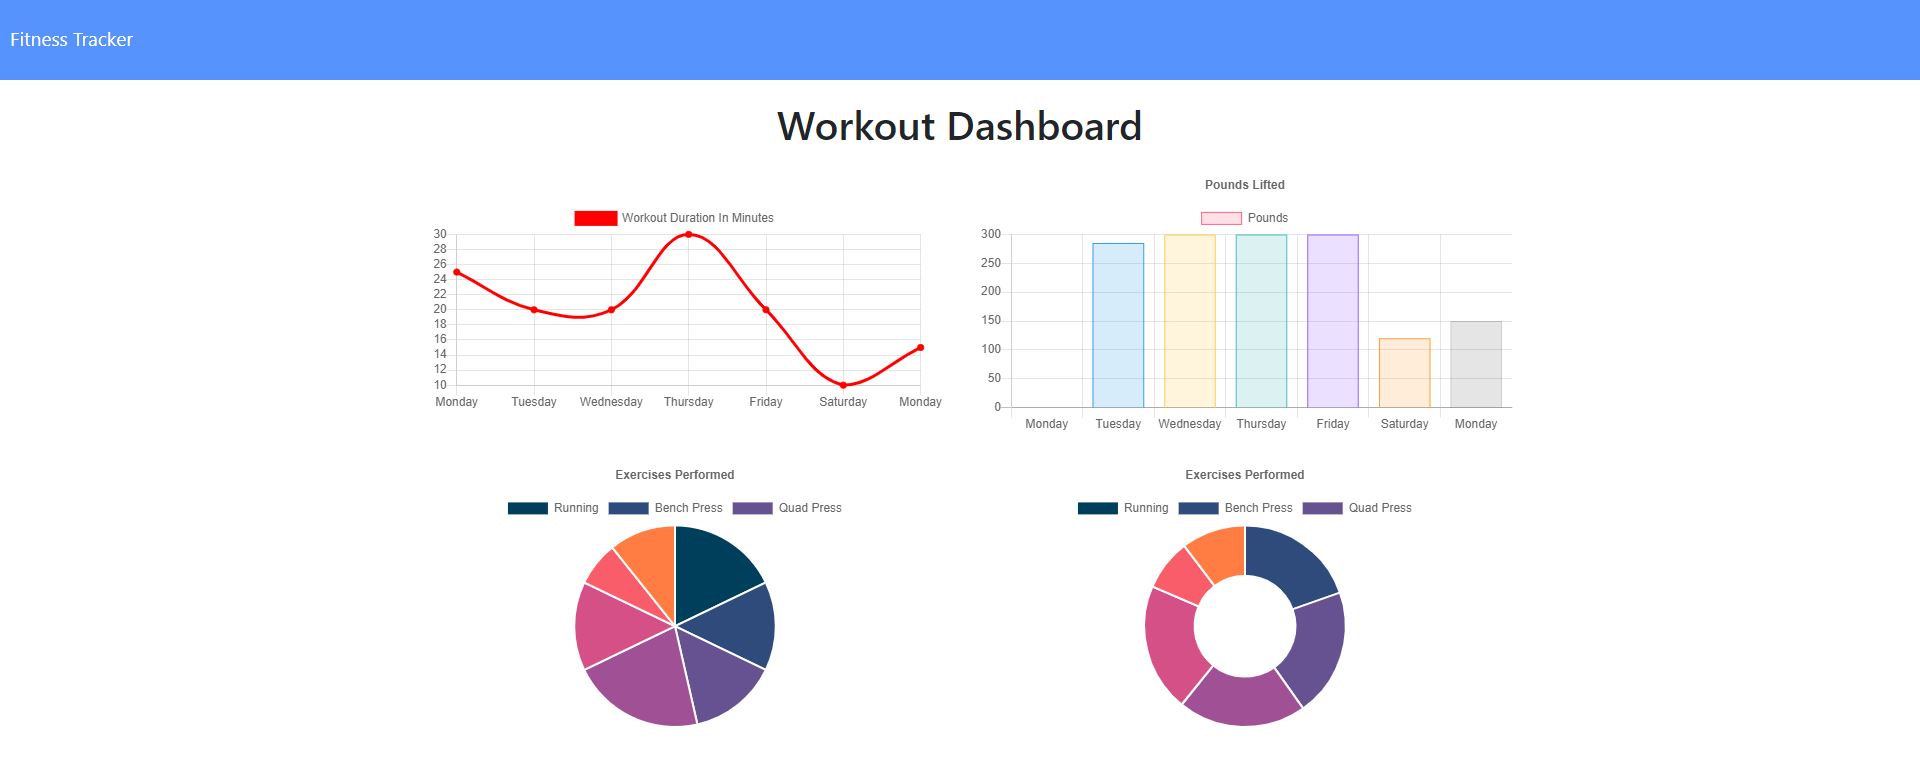 Fitness Tracker
Workout Dashboard
Workout Duration In Minutes
30
28
26
24
22
20
18
16
14
12
10
Monday Tuesday Wednesday Thursday Friday Saturday Monday
Pounds Lifted
Pounds
300
250
200
150
100
50
0
Monday Tuesday Wednesday Thursday Friday Saturday Monday
Exercises Performed
Running Bench Press Quad Press
Exercises Performed
Running Bench Press Quad Press